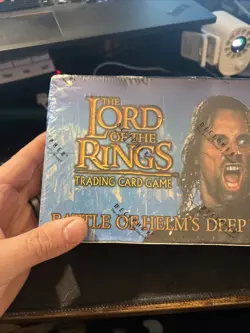 THE
LORD
OF THE
RINGS
TRADING CARD GAME
BATTLE OF HELM'S DEEP